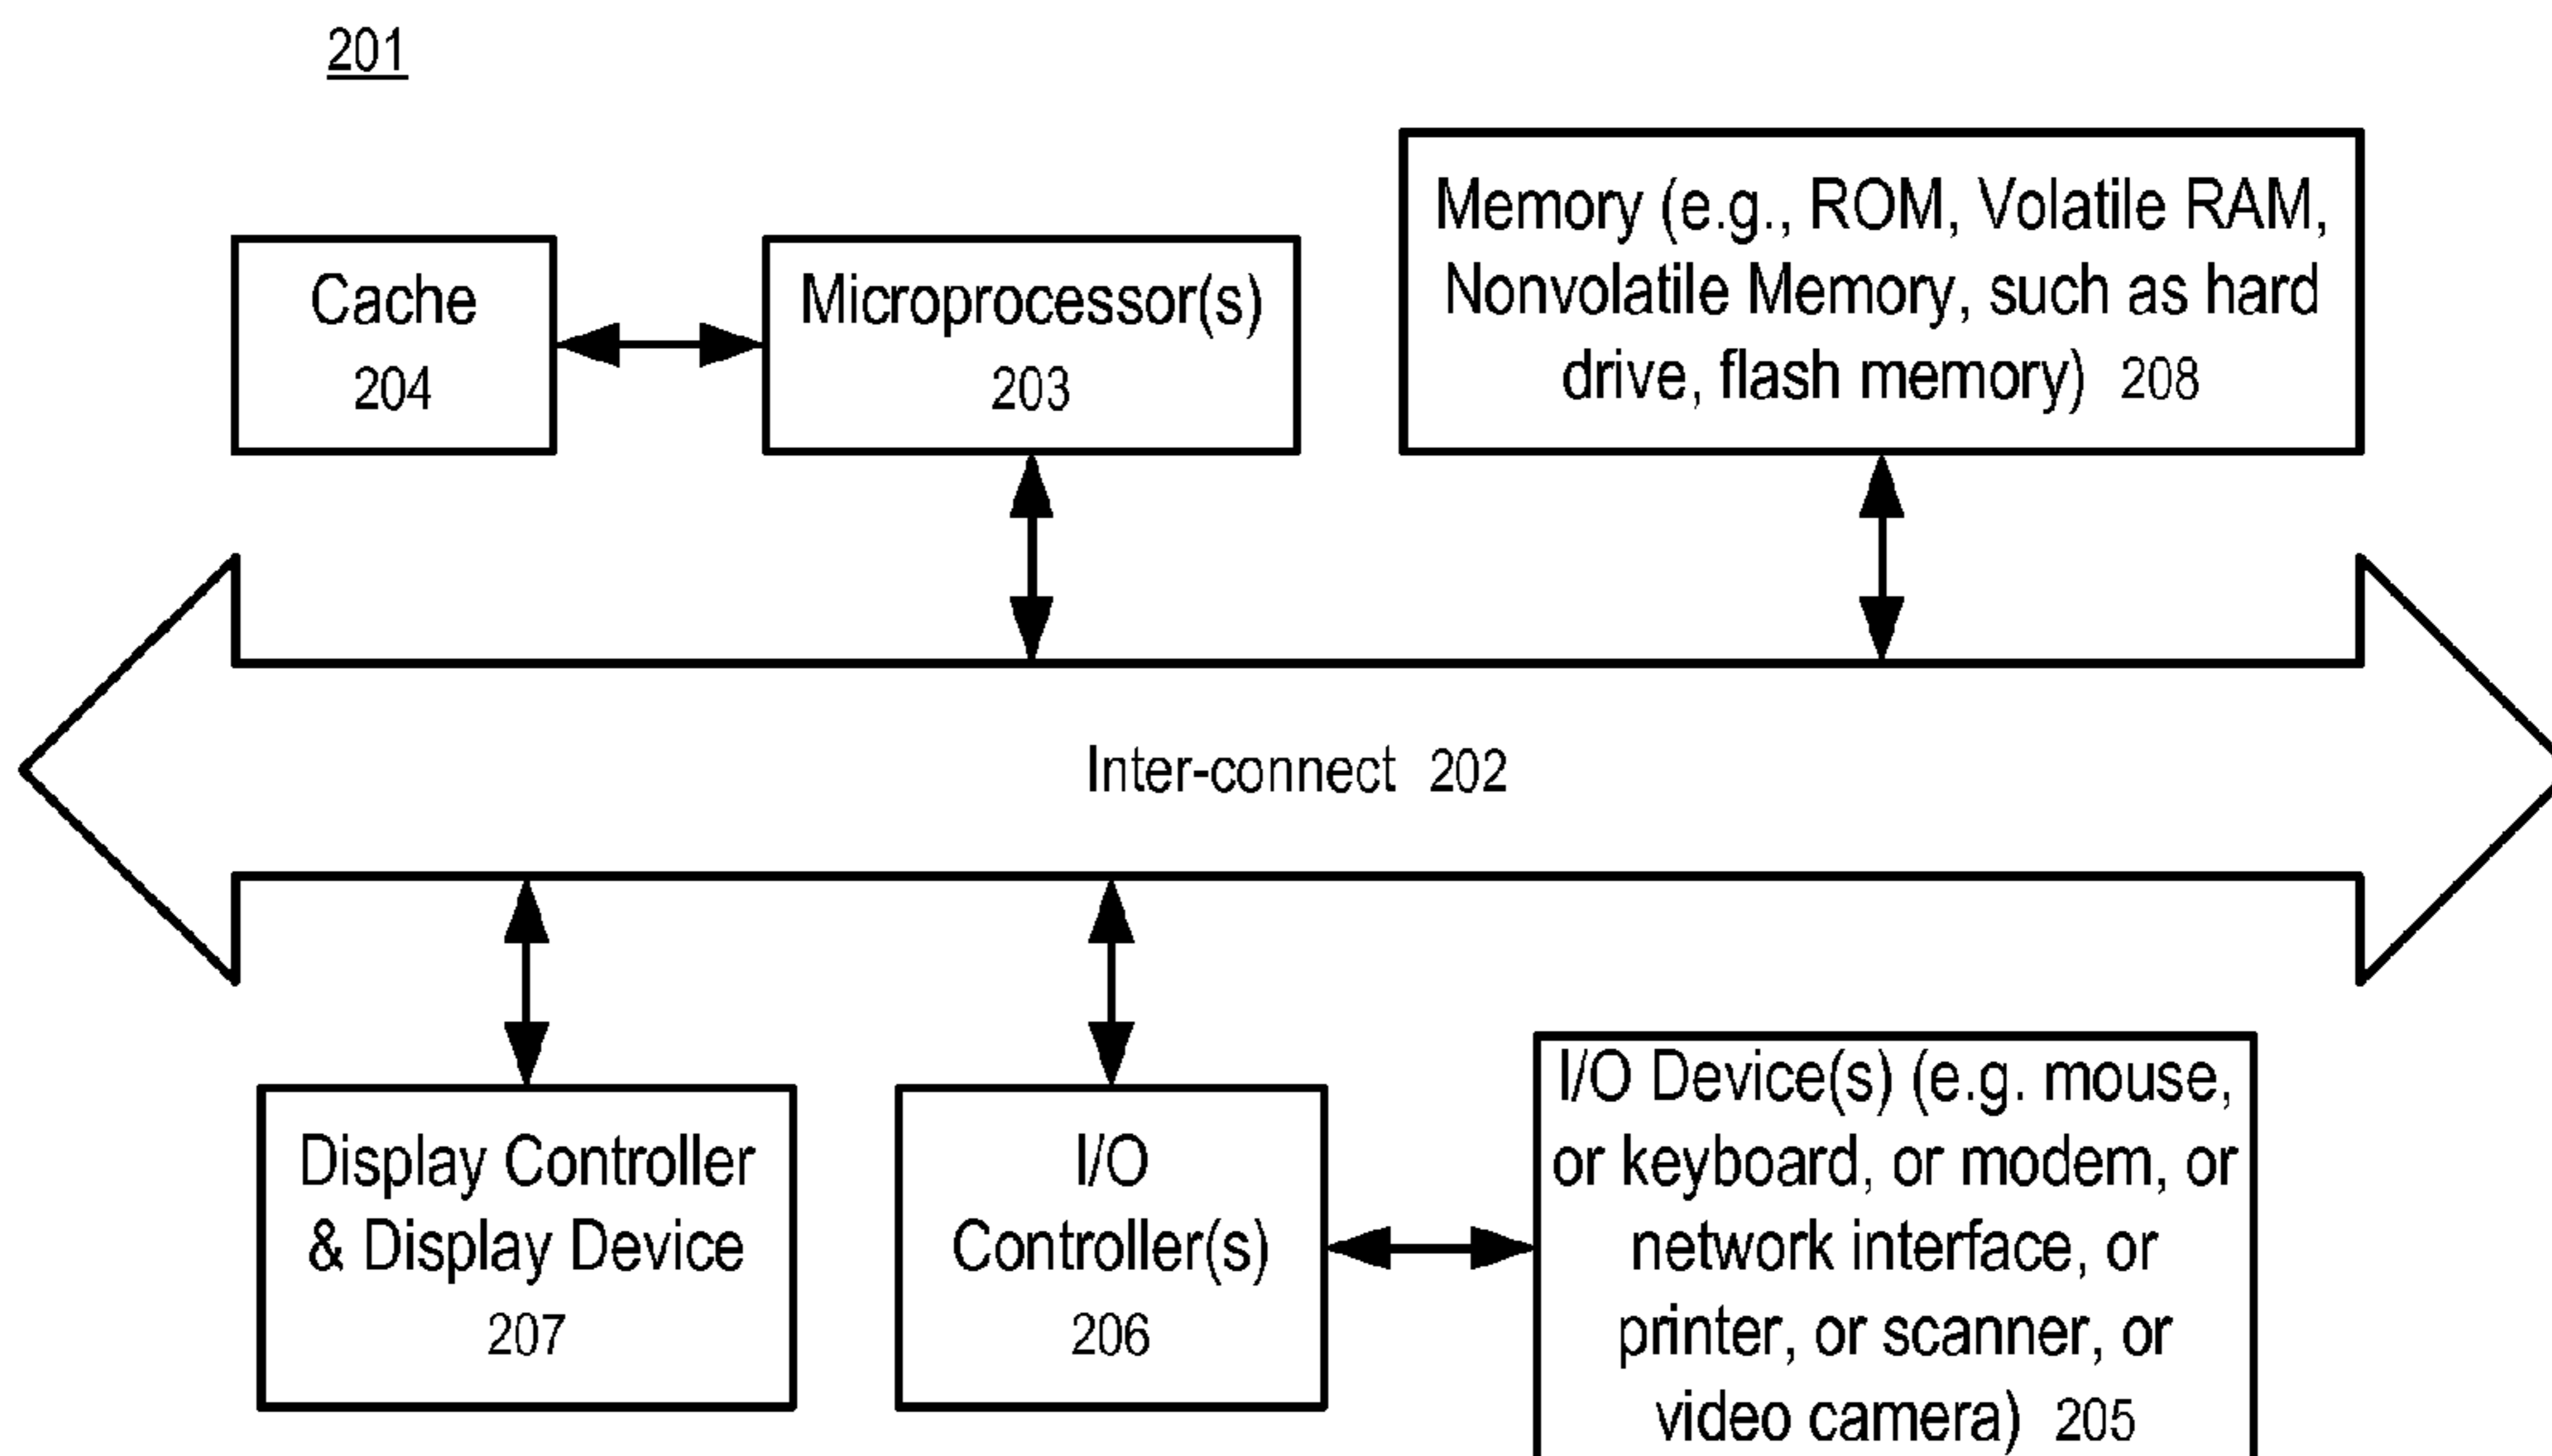 201
Cache
204
Microprocessor(s)
203
Memory (e.g., ROM, Volatile RAM,
Nonvolatile Memory, such as hard
drive, flash memory) 208
Inter-connect 202
Display Controller
& Display Device
207
I/O
Controller(s)
206
I/O Device(s) (e.g. mouse,
or keyboard, or modem, or
network interface, or
printer, or scanner, or
video camera) 205